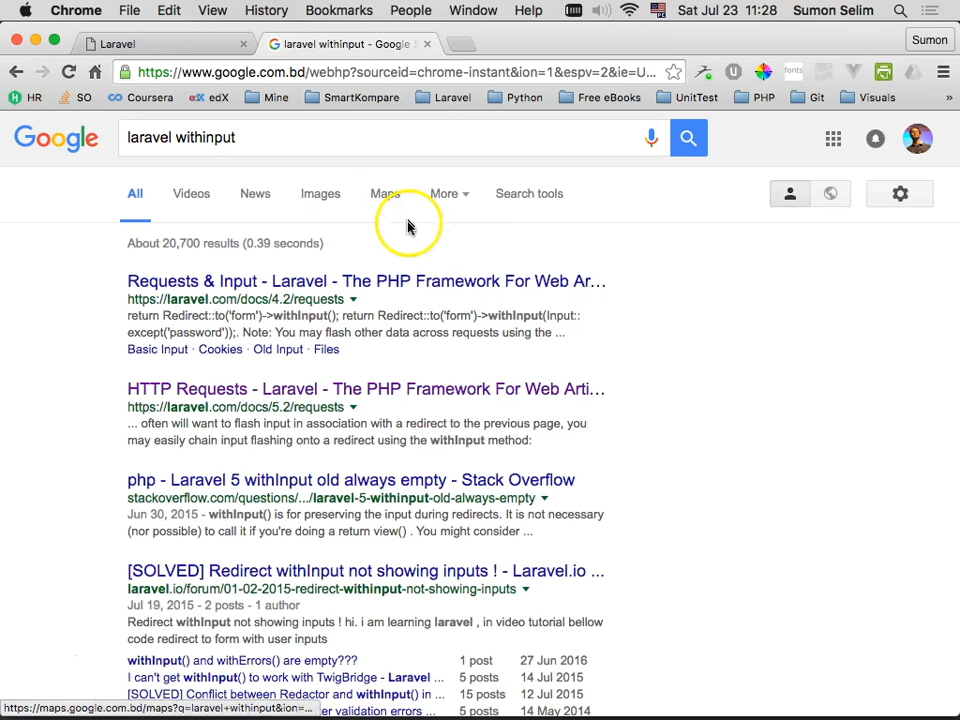 Chrome File Edit View History Bookmarks People Window Help Sat Jul 23 11:28 Sumon Selim
Laravel laravel withinput - Google Sumon
https://www.google.com.bd/webhp?sourceid=chrome-instant&ion=1&espv=2&ie=U...
HR SO Coursera edX Mine SmartKompare Laravel Python Free eBooks UnitTest PHP Git Visuals »
Google laravel withinput
All Videos News Images Maps More Search tools
About 20,700 results (0.39 seconds)
Requests & Input - Laravel - The PHP Framework For Web Ar...
https://laravel.com/docs/4.2/requests
return Redirect::to('form')->withInput(); return Redirect::to('form')->withInput(Input::
except('password'));. Note: You may flash other data across requests using the ...
Basic Input · Cookies · Old Input · Files
HTTP Requests - Laravel - The PHP Framework For Web Arti...
https://laravel.com/docs/5.2/requests
... often will want to flash input in association with a redirect to the previous page, you
may easily chain input flashing onto a redirect using the withInput method:
php - Laravel 5 withInput old always empty - Stack Overflow
stackoverflow.com/questions/.../laravel-5-withinput-old-always-empty
Jun 30, 2015 - withInput() is for preserving the input during redirects. It is not necessary
(nor possible) to call it if you're doing a return view() . You might consider ...
[SOLVED] Redirect withInput not showing inputs ! - Laravel.io ...
laravel.io/forum/01-02-2015-redirect-withinput-not-showing-inputs
Jul 19, 2015 - 2 posts - 1 author
Redirect withInput not showing inputs ! hi. i am learning laravel , in video tutorial bellow
code redirect to form with user inputs
withInput() and withErrors() are empty??? 1 post 27 Jun 2016
I can't get withInput() to work with TwigBridge - Laravel ... 5 posts 14 Jul 2015
[SOLVED] Conflict between Redactor and withInput() in ... 15 posts 12 Jul 2015
er validation errors ... 5 posts 14 May 2014
https://maps.google.com.bd/maps?q=laravel+withinput&ion=...